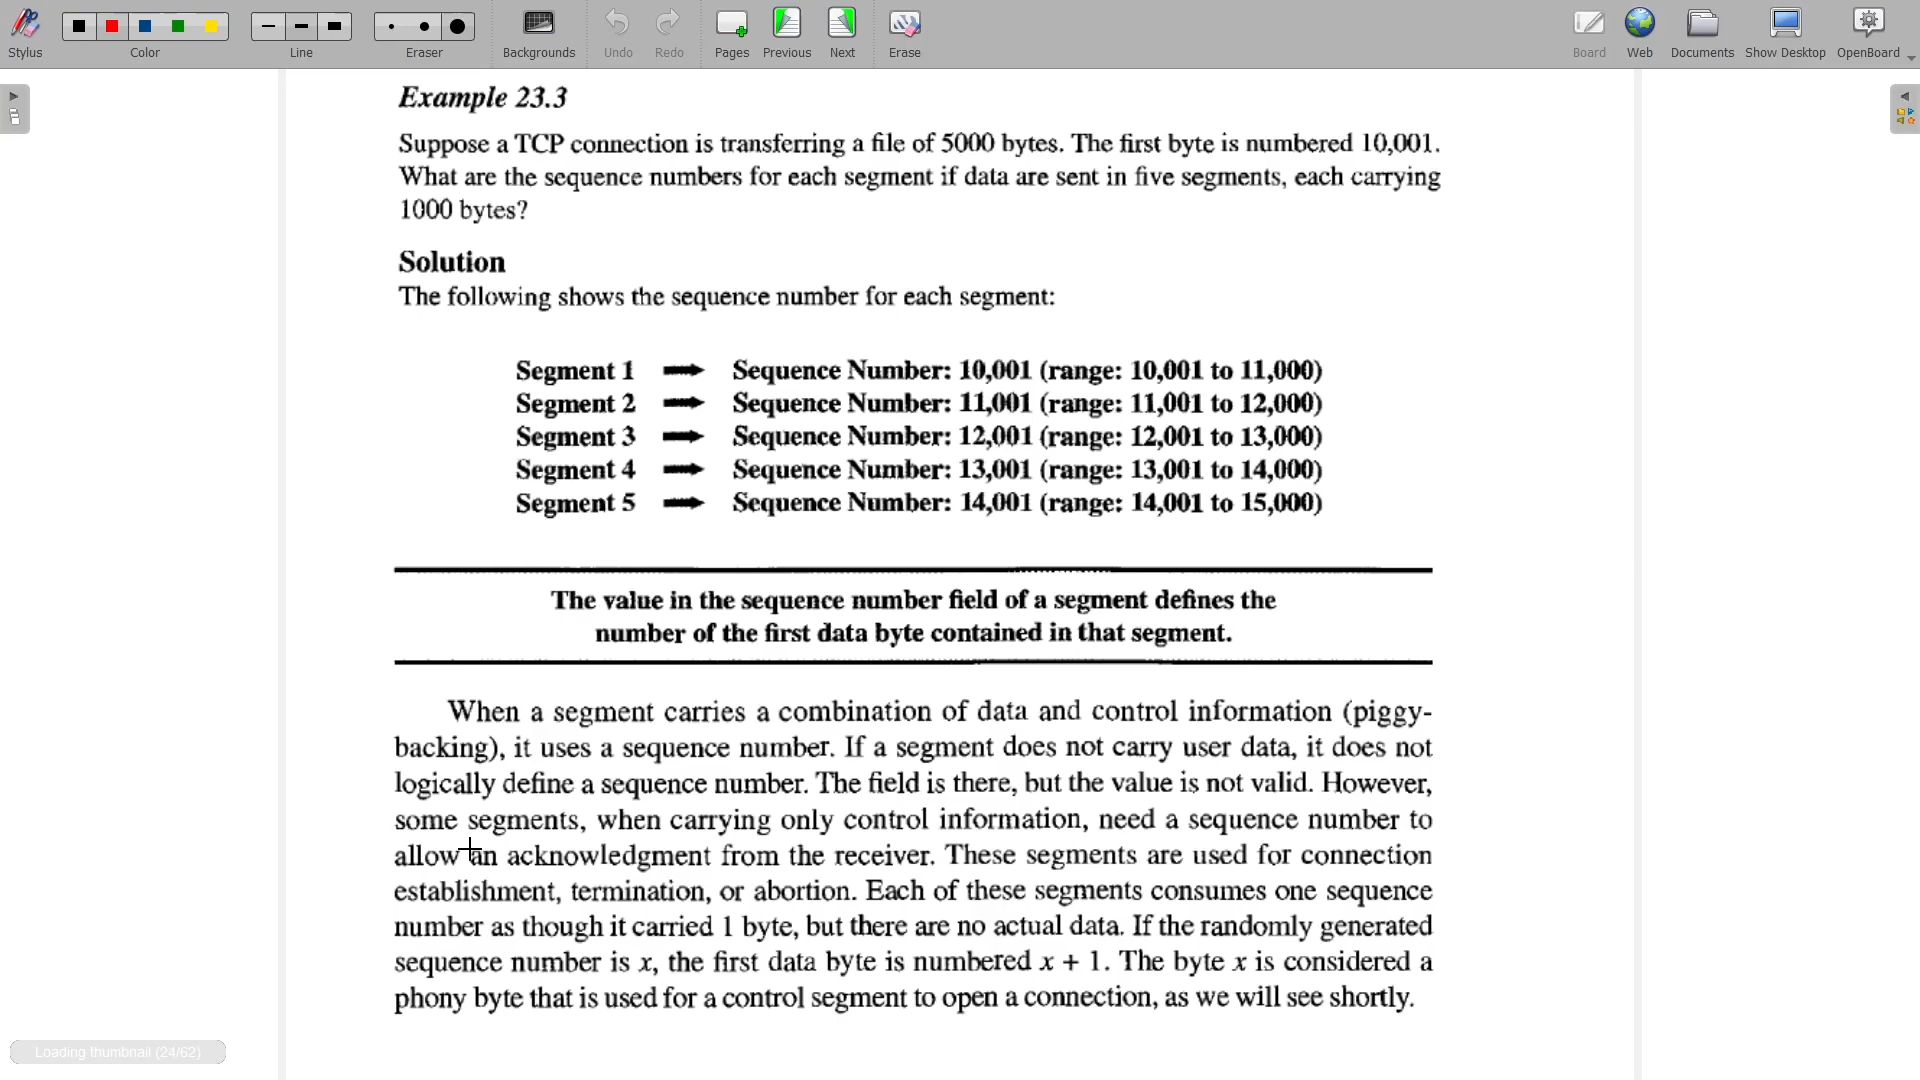 Stylus
Color
Line
Eraser
Backgrounds
Undo
Redo
Pages
Previous
Next
Erase
Board
Web
Documents
Show Desktop
OpenBoard
Example 23.3
Suppose a TCP connection is transferring a file of 5000 bytes. The first byte is numbered 10,001.
What are the sequence numbers for each segment if data are sent in five segments, each carrying
1000 bytes?
Solution
The following shows the sequence number for each segment:
Segment 1 Sequence Number: 10,001 (range: 10,001 to 11,000)
Segment 2 Sequence Number: 11,001 (range: 11,001 to 12,000)
Segment 3 Sequence Number: 12,001 (range: 12,001 to 13,000)
Segment 4 Sequence Number: 13,001 (range: 13,001 to 14,000)
Segment 5 Sequence Number: 14,001 (range: 14,001 to 15,000)
The value in the sequence number field of a segment defines the
number of the first data byte contained in that segment.
When a segment carries a combination of data and control information (piggy-
backing), it uses a sequence number. If a segment does not carry user data, it does not
logically define a sequence number. The field is there, but the value is not valid. However,
some segments, when carrying only control information, need a sequence number to
allow an acknowledgment from the receiver. These segments are used for connection
establishment, termination, or abortion. Each of these segments consumes one sequence
number as though it carried 1 byte, but there are no actual data. If the randomly generated
sequence number is x, the first data byte is numbered x + 1. The byte x is considered a
phony byte that is used for a control segment to open a connection, as we will see shortly.
Loading thumbnail (24/62)